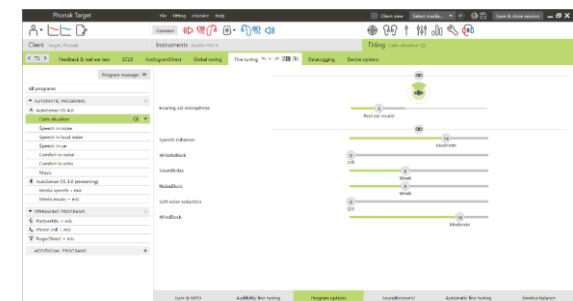 Phonak Target
File Fitting eSolver Help
Client view
Save & close session
Connect
Client Target, Phonak
Instruments
Fitting Calm situation
Feedback & real ear test
AudiogramDirect
Global tuning
Fine tuning
DataLogging
Device options
Program manager
All programs
AUTOMATIC PROGRAMS
AutoSense OS 4.0
Calm situation
Speech in noise
Speech in loud noise
Speech in car
Comfort in noise
Comfort in echo
Music
AutoSense OS 4.0 (streaming)
Media speech + mic
Media music + mic
STREAMING PROGRAMS
PartnerMic + mic
Phone call + mic
RogerDirect + mic
ADDITIONAL PROGRAMS
Hearing aid microphone
Real ear sound
Speech enhancer
Moderate
WhistleBlock
Off
SoundRelax
Weak
NoiseBlock
Weak
Soft noise reduction
Off
WindBlock
Moderate
Gain & MPO
Audibility fine tuning
Program options
SoundRecover2
Automatic fine tuning